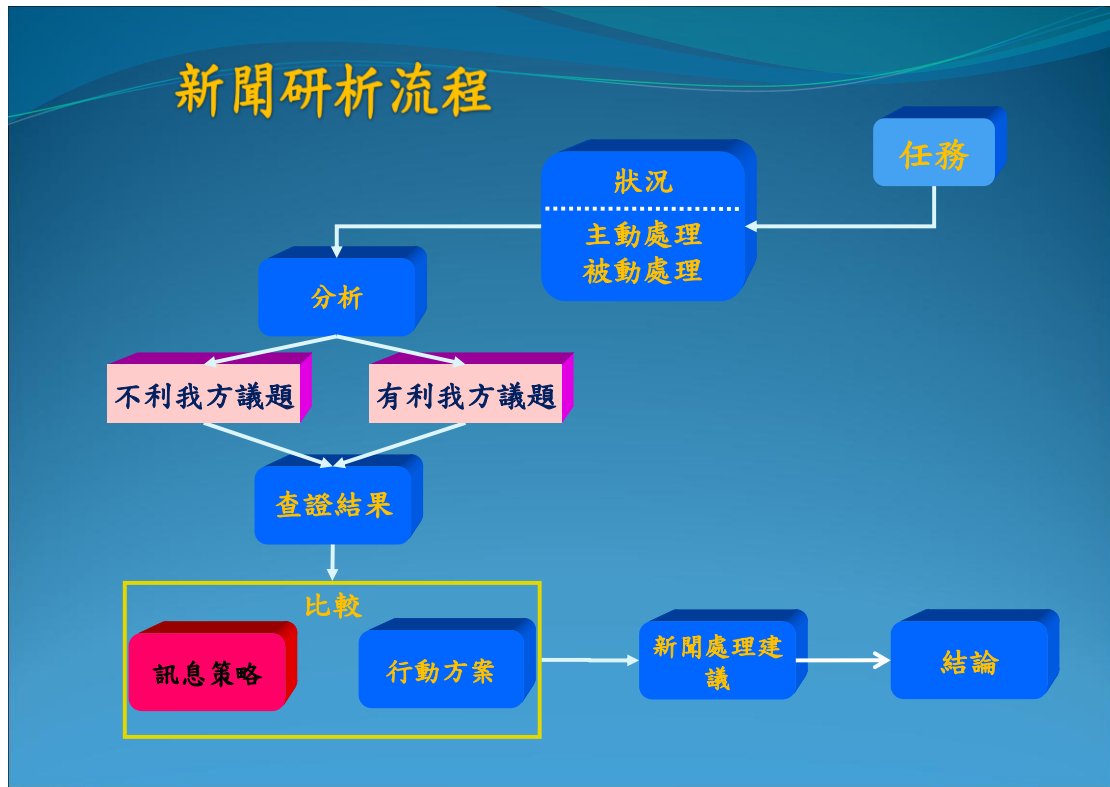 新聞研析流程
任務
狀況
主動處理
被動處理
分析
不利我方議題
有利我方議題
查證結果
比較
訊息策略
行動方案
新聞處理建
議
結論